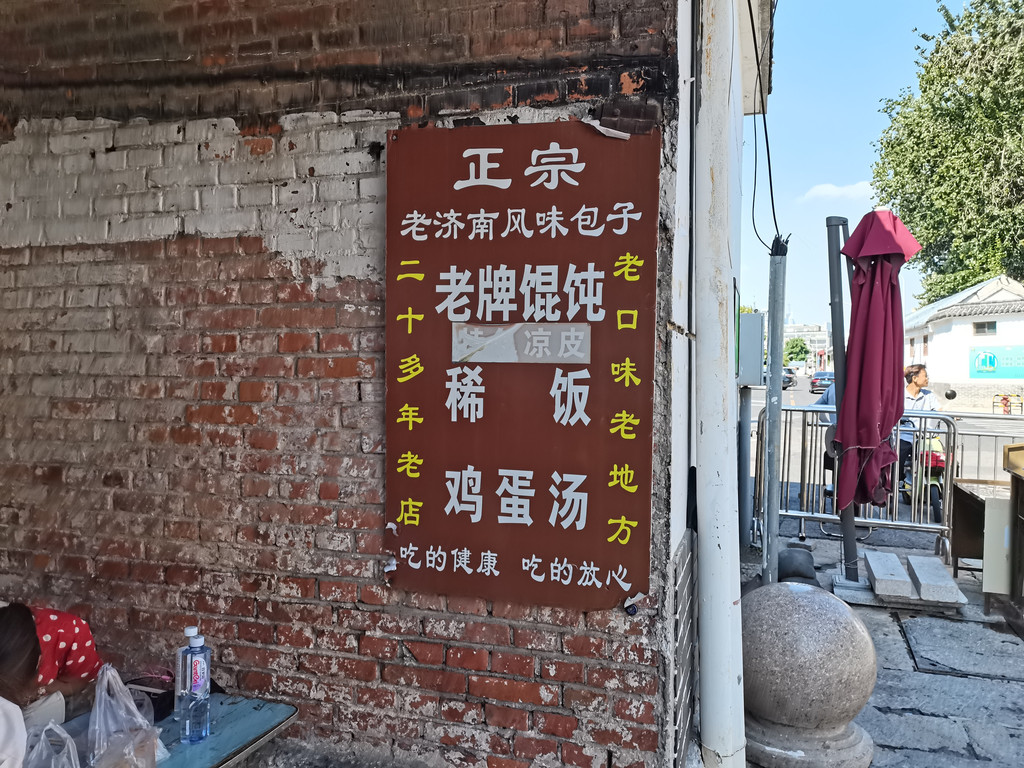 正宗
老济南风味包子
二十多年老店
老牌馄饨
凉皮
稀饭
鸡蛋汤
老口味老地方
吃的健康 吃的放心